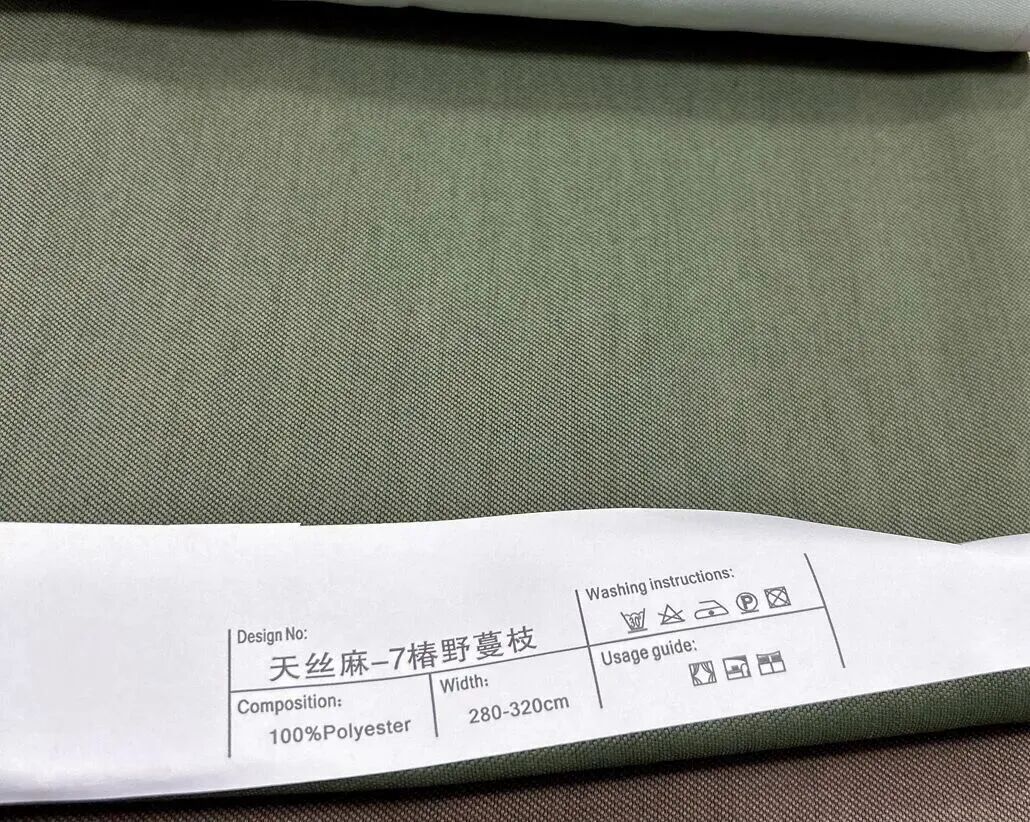 Design No:
天丝麻-7椿野蔓枝
Composition:
100%Polyester
Width:
280-320cm
Washing instructions:
30
P
Usage guide: